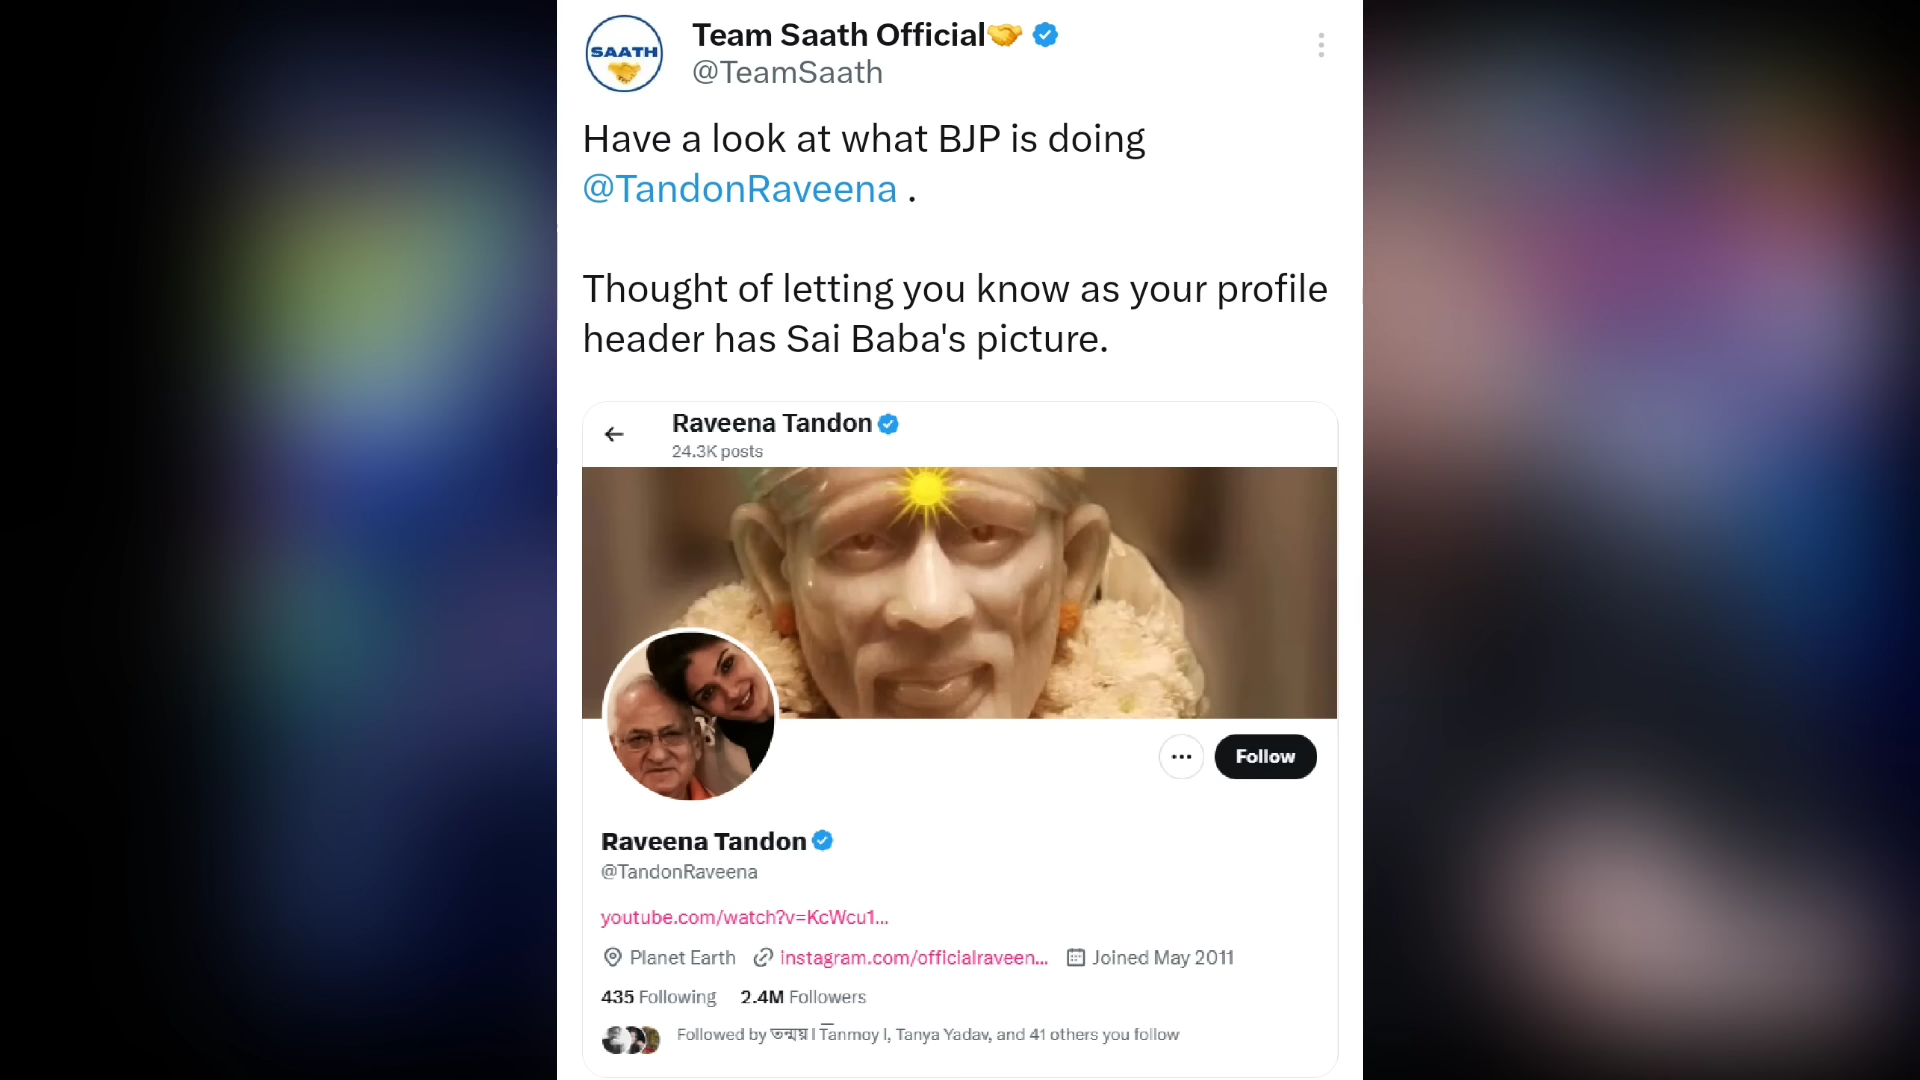 SAATH
Team Saath Official
@TeamSaath
Have a look at what BJP is doing
@TandonRaveena .
Thought of letting you know as your profile
header has Sai Baba's picture.
Raveena Tandon
24.3K posts
Follow
Raveena Tandon
@TandonRaveena
youtube.com/watch?v=KcWcu1...
Planet Earth instagram.com/officialraveen... Joined May 2011
435 Following 2.4M Followers
Followed by তন্ময় l T̅anmoy l, Tanya Yadav, and 41 others you follow